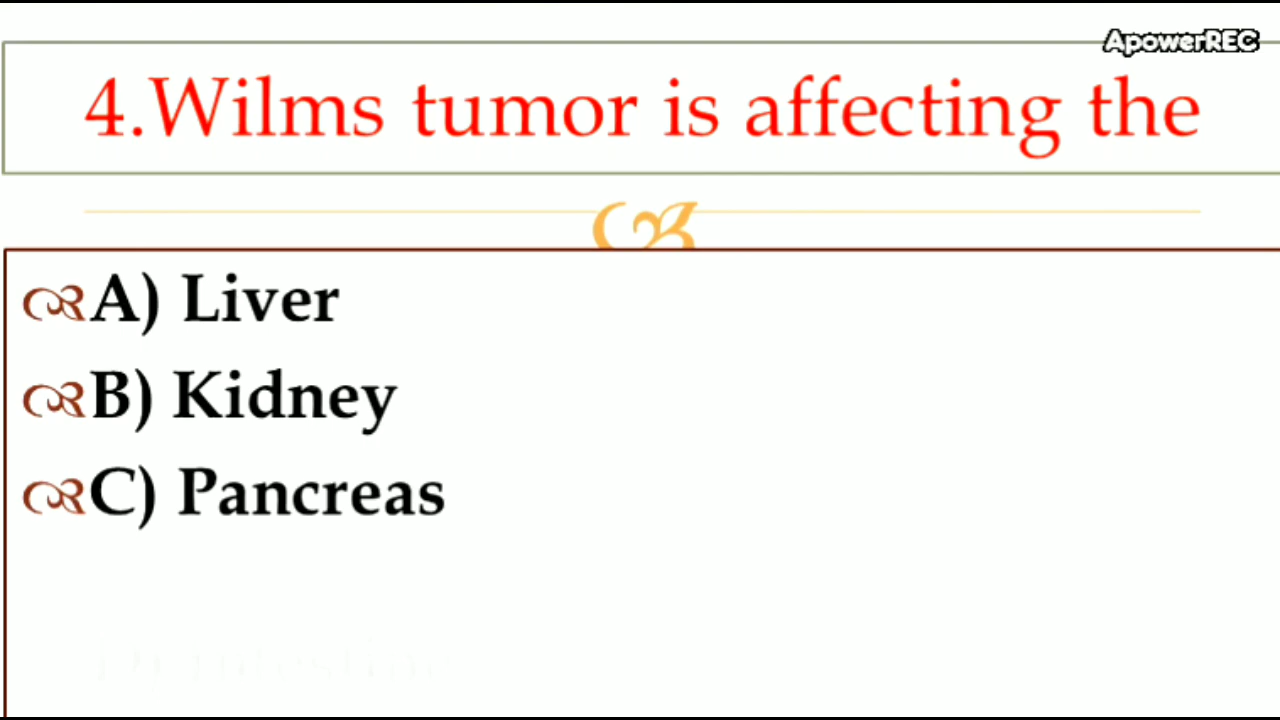 ApowerREC
4.Wilms tumor is affecting the
A) Liver
B) Kidney
C) Pancreas